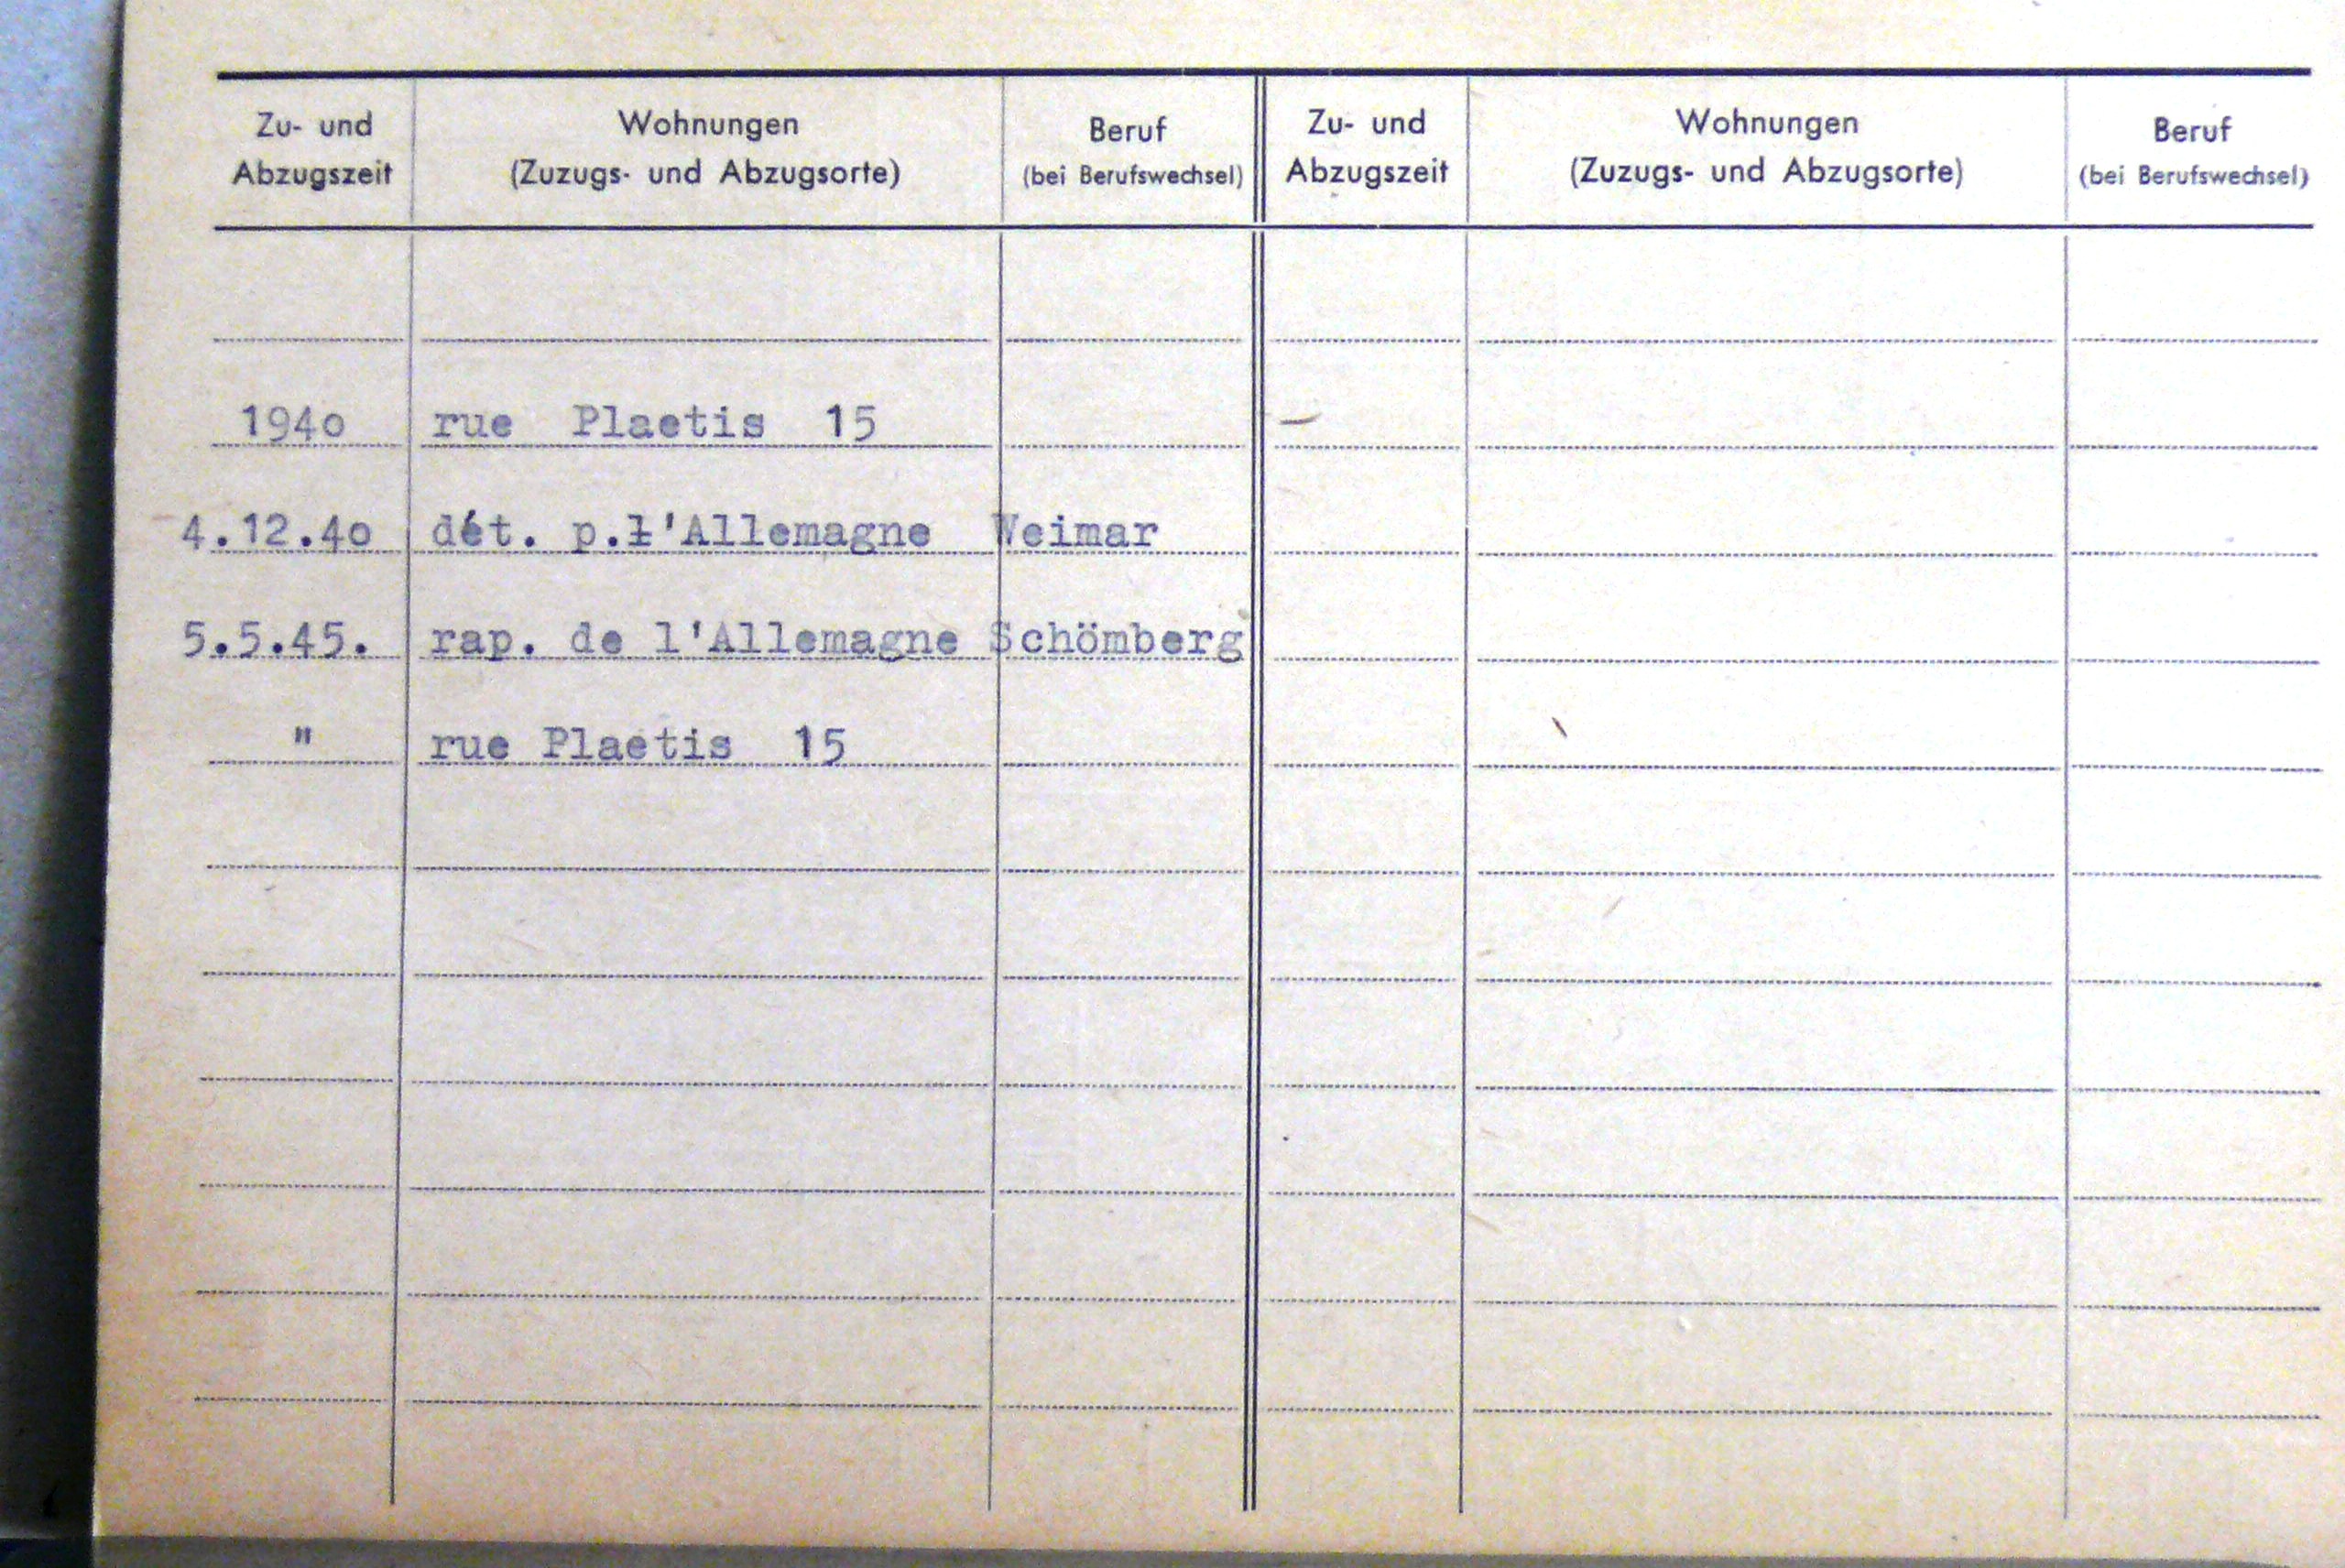 Zu- und Abzugszeit Wohnungen (Zuzugs- und Abzugsorte) Beruf (bei Berufswechsel) Zu- und Abzugszeit Wohnungen (Zuzugs- und Abzugsorte) Beruf (bei Berufswechsel)
194o rue Plaetis 15
4.12.4o dét. p.l'Allemagne Weimar
5.5.45. rap. de l'Allemagne Schömberg
" rue Plaetis 15